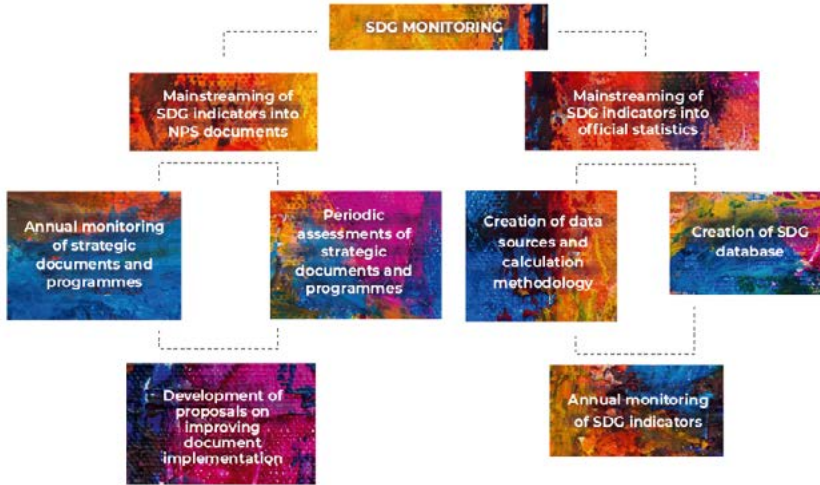 SDG MONITORING
Mainstreaming of
SDG indicators into
NPS documents
Mainstreaming of
SDG indicators into
official statistics
Annual monitoring
of strategic
documents and
programmes
Periodic
assessments of
strategic
documents and
programmes
Creation of data
sources and
calculation
methodology
Creation of SDG
database
Development of
proposals on
improving
document
implementation
Annual monitoring
of SDG indicators